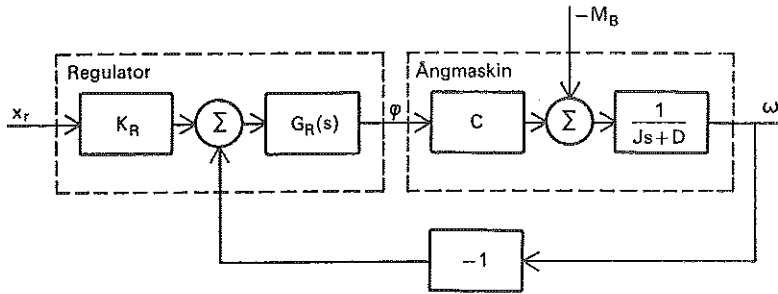 −M_B
Regulator
Ångmaskin
x_r
K_R
Σ
G_R(s)
φ
C
Σ
1
Js+D
ω
−1